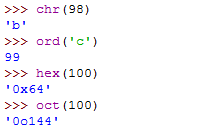 >>> chr(98)
'b'
>>> ord('c')
99
>>> hex(100)
'0x64'
>>> oct(100)
'0o144'